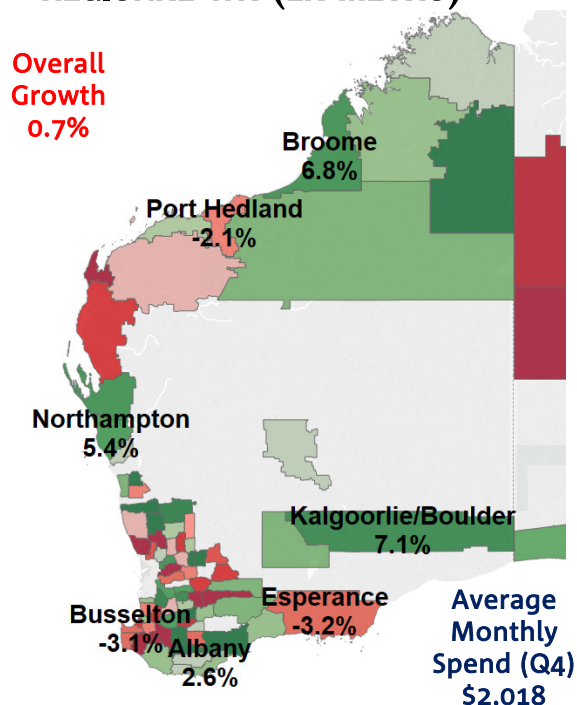 Overall
Growth
0.7%
Broome
6.8%
Port Hedland
-2.1%
Northampton
5.4%
Kalgoorlie/Boulder
7.1%
Esperance
-3.2%
Busselton
-3.1%
Albany
2.6%
Average
Monthly
Spend (Q4)
$2,018